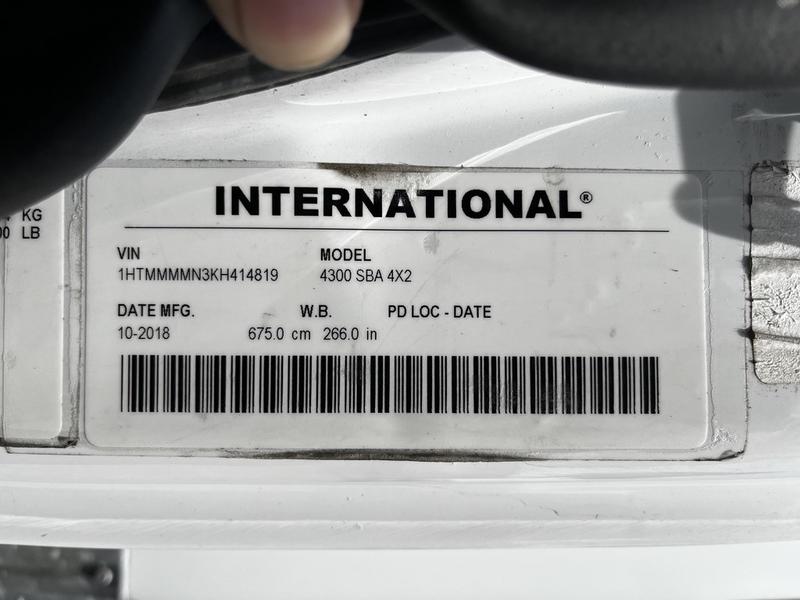 INTERNATIONAL®
KG
00 LB
VIN MODEL
1HTMMMMN3KH414819 4300 SBA 4X2
DATE MFG. W.B. PD LOC - DATE
10-2018 675.0 cm 266.0 in